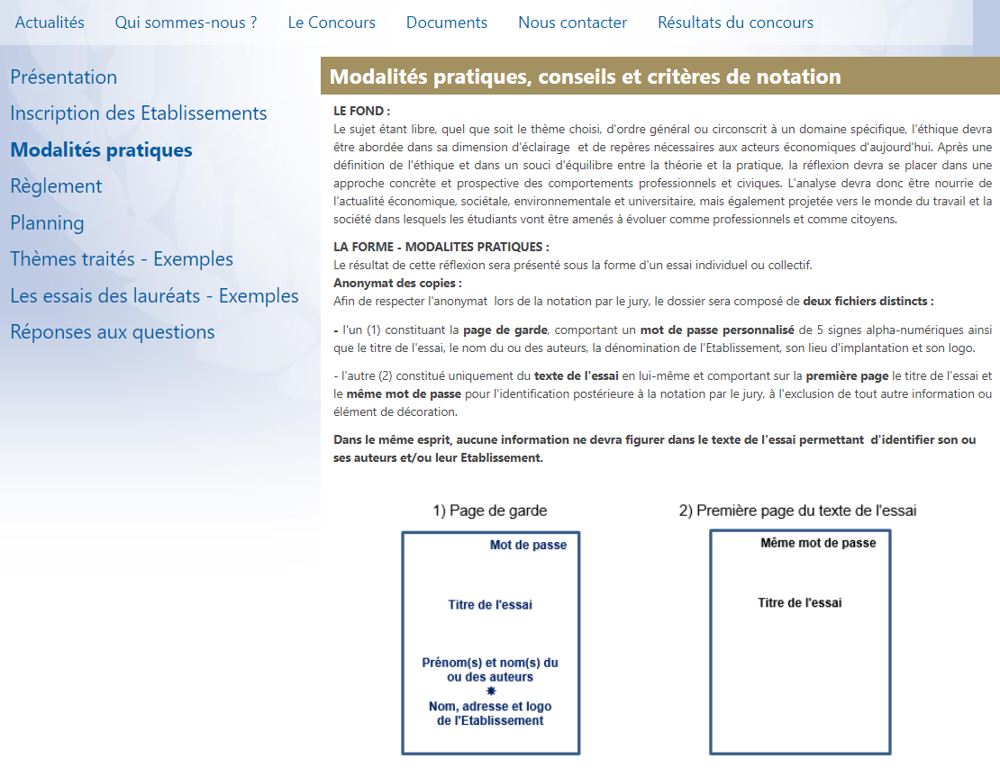 Actualités Qui sommes-nous ? Le Concours Documents Nous contacter Résultats du concours
Présentation
Inscription des Etablissements
Modalités pratiques
Règlement
Planning
Thèmes traités - Exemples
Les essais des lauréats - Exemples
Réponses aux questions
Modalités pratiques, conseils et critères de notation
LE FOND :
Le sujet étant libre, quel que soit le thème choisi, d'ordre général ou circonscrit à un domaine spécifique, l'éthique devra
être abordée dans sa dimension d'éclairage et de repères nécessaires aux acteurs économiques d'aujourd'hui. Après une
définition de l'éthique et dans un souci d'équilibre entre la théorie et la pratique, la réflexion devra se placer dans une
approche concrète et prospective des comportements professionnels et civiques. L'analyse devra donc être nourrie de
l'actualité économique, sociétale, environnementale et universitaire, mais également projetée vers le monde du travail et la
société dans lesquels les étudiants vont être amenés à évoluer comme professionnels et comme citoyens.
LA FORME - MODALITES PRATIQUES :
Le résultat de cette réflexion sera présenté sous la forme d'un essai individuel ou collectif.
Anonymat des copies :
Afin de respecter l'anonymat lors de la notation par le jury, le dossier sera composé de deux fichiers distincts :
- l'un (1) constituant la page de garde, comportant un mot de passe personnalisé de 5 signes alpha-numériques ainsi
que le titre de l'essai, le nom du ou des auteurs, la dénomination de l'Etablissement, son lieu d'implantation et son logo.
- l'autre (2) constitué uniquement du texte de l'essai en lui-même et comportant sur la première page le titre de l'essai et
le même mot de passe pour l'identification postérieure à la notation par le jury, à l'exclusion de tout autre information ou
élément de décoration.
Dans le même esprit, aucune information ne devra figurer dans le texte de l'essai permettant d'identifier son ou
ses auteurs et/ou leur Etablissement.
1) Page de garde
Mot de passe
Titre de l'essai
Prénom(s) et nom(s) du
ou des auteurs
✷
Nom, adresse et logo
de l'Etablissement
2) Première page du texte de l'essai
Même mot de passe
Titre de l'essai